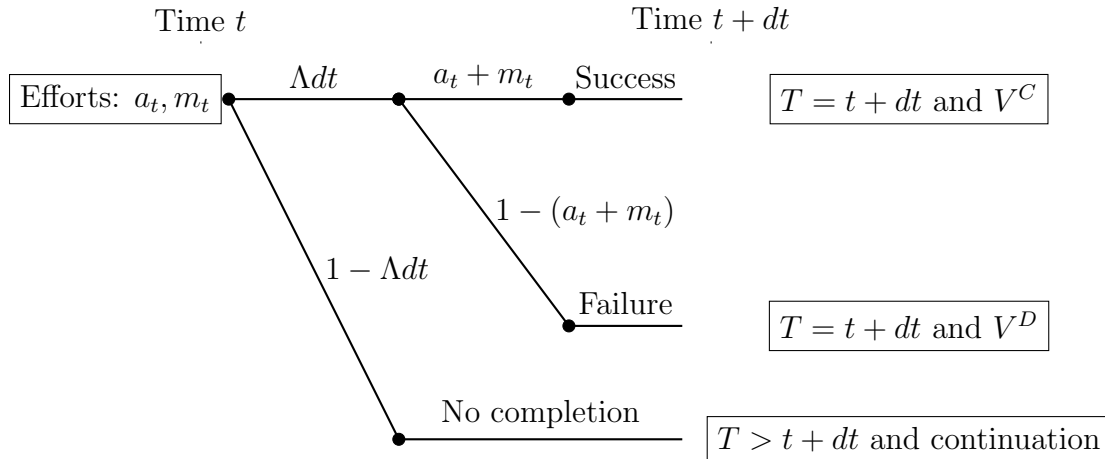 Time t
Time t + dt
Efforts: a_t, m_t
Λdt
a_t + m_t
Success
T = t + dt and V^C
1 − (a_t + m_t)
1 − Λdt
Failure
T = t + dt and V^D
No completion
T > t + dt and continuation